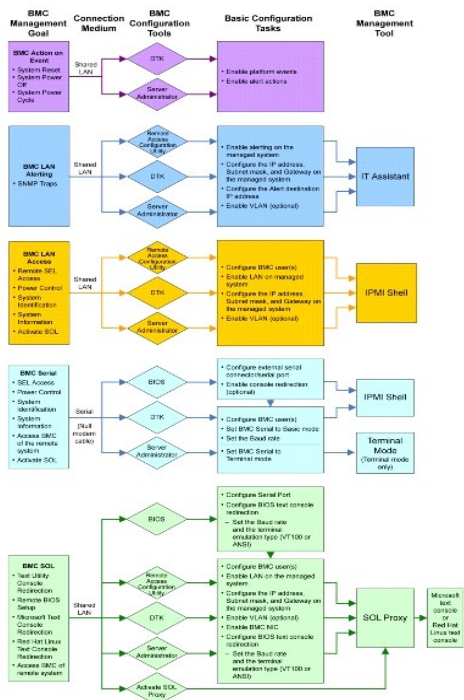 BMC
Management
Goal
Connection
Medium
BMC
Configuration
Tools
Basic Configuration
Tasks
BMC
Management
Tool
BMC Action on
Event
• System Reset
• System Power
Off
• System Power
Cycle
Shared
LAN
DTK
Server
Administrator
• Enable platform events
• Enable alert actions
BMC LAN
Alerting
• SNMP Traps
Shared
LAN
Remote
Access
Configuration
Utility
DTK
Server
Administrator
• Enable alerting on the
managed system
• Configure the IP address,
Subnet mask, and Gateway on
the managed system
• Configure the Alert destination
IP address
• Enable VLAN (optional)
IT Assistant
BMC LAN
Access
• Remote SEL
Access
• Power Control
• System
Identification
• System
Information
• Activate SOL
Shared
LAN
Remote
Access
Configuration
Utility
DTK
Server
Administrator
• Configure BMC user(s)
• Enable LAN on managed
system
• Configure the IP address,
Subnet mask, and Gateway on
the managed system
• Enable VLAN (optional)
IPMI Shell
BMC Serial
• SEL Access
• Power Control
• System
Identification
• System
Information
• Access BMC
of the remote
system
• Activate SOL
Serial
(Null
modem
cable)
BIOS
DTK
Server
Administrator
• Configure external serial
connector/serial port
• Enable console redirection
(optional)
• Configure BMC user(s)
• Set BMC Serial to Basic mode
• Set the Baud rate
• Set BMC Serial to
Terminal mode
IPMI Shell
Terminal
Mode
(Terminal mode
only)
BMC SOL
• Text Utility
Console
Redirection
• Remote BIOS
Setup
• Microsoft Text
Console
Redirection
• Red Hat Linux
Text Console
Redirection
• Access BMC of
remote system
Shared
LAN
BIOS
Remote
Access
Configuration
Utility
DTK
Server
Administrator
Activate SOL
Proxy
• Configure Serial Port
• Configure BIOS text console
redirection
– Set the Baud rate
and the terminal
emulation type (VT100 or
ANSI)
• Configure BMC user(s)
• Enable LAN on the managed
system
• Configure the IP address,
Subnet mask, and Gateway on
the managed system
• Enable VLAN (optional)
• Enable BMC NIC
• Configure BIOS text console
redirection
– Set the Baud rate
and the terminal
emulation type (VT100 or
ANSI)
SOL Proxy
Microsoft
text
console
or
Red Hat
Linux text
console